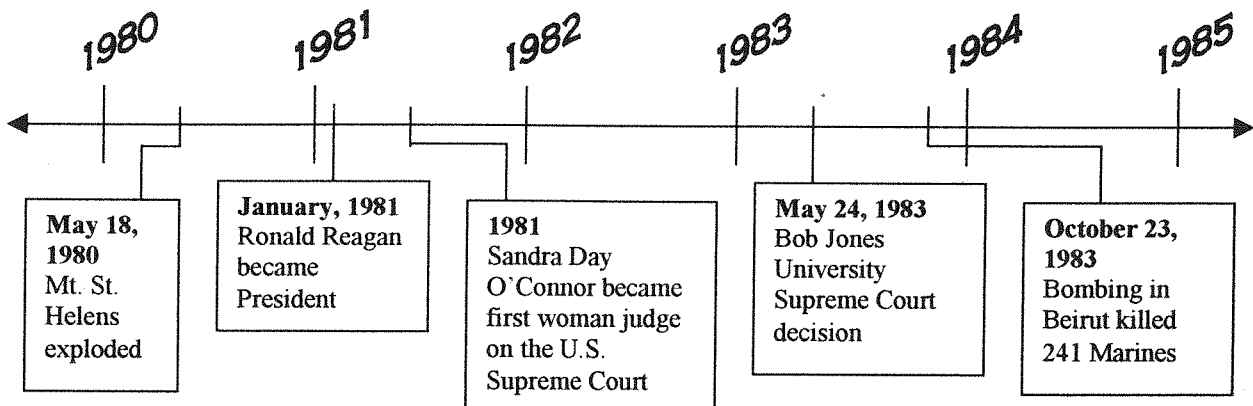 1980
1981
1982
1983
1984
1985
May 18,
1980
Mt. St.
Helens
exploded
January, 1981
Ronald Reagan
became
President
1981
Sandra Day
O'Connor became
first woman judge
on the U.S.
Supreme Court
May 24, 1983
Bob Jones
University
Supreme Court
decision
October 23,
1983
Bombing in
Beirut killed
241 Marines